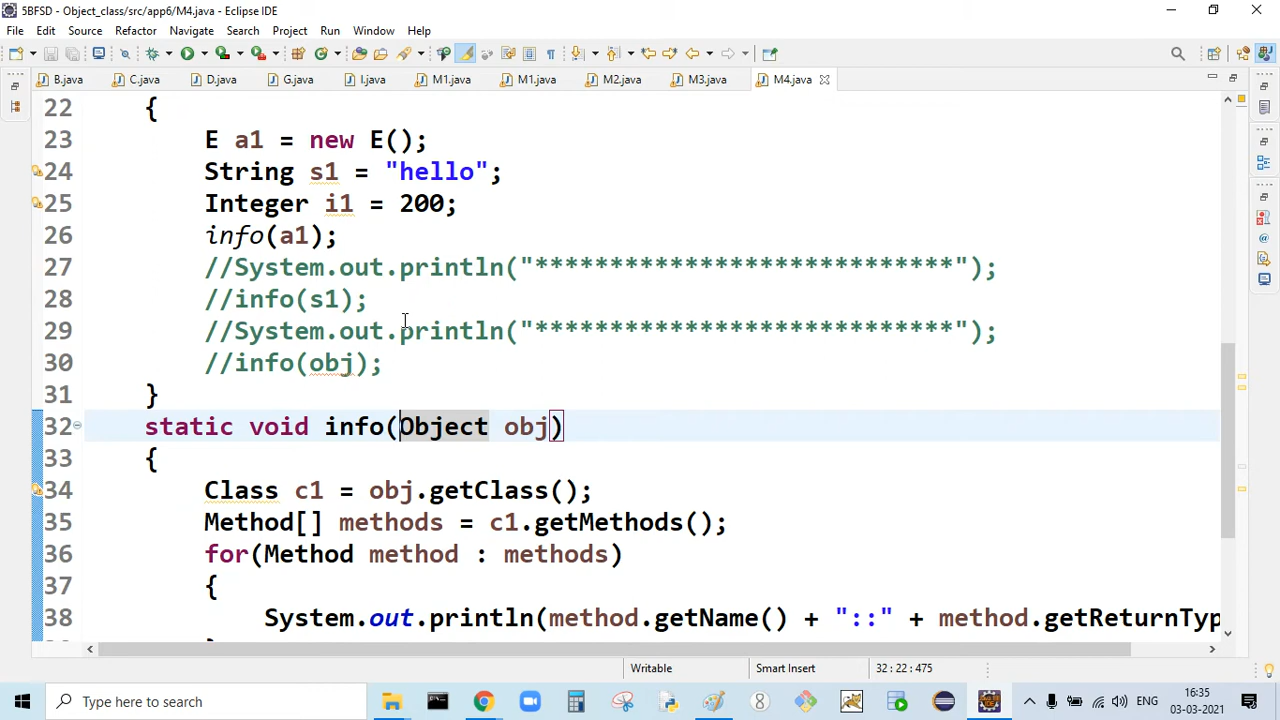 5BFSD - Object_class/src/app6/M4.java - Eclipse IDE
File Edit Source Refactor Navigate Search Project Run Window Help
B.java C.java D.java G.java I.java M1.java M1.java M2.java M3.java M4.java
22 {
23 E a1 = new E();
24 String s1 = "hello";
25 Integer i1 = 200;
26 info(a1);
27 //System.out.println("****************************");
28 //info(s1);
29 //System.out.println("****************************");
30 //info(obj);
31 }
32 static void info(Object obj)
33 {
34 Class c1 = obj.getClass();
35 Method[] methods = c1.getMethods();
36 for(Method method : methods)
37 {
38 System.out.println(method.getName() + "::" + method.getReturnTyp
Writable Smart Insert 32 : 22 : 475
Type here to search
ENG 16:35
03-03-2021